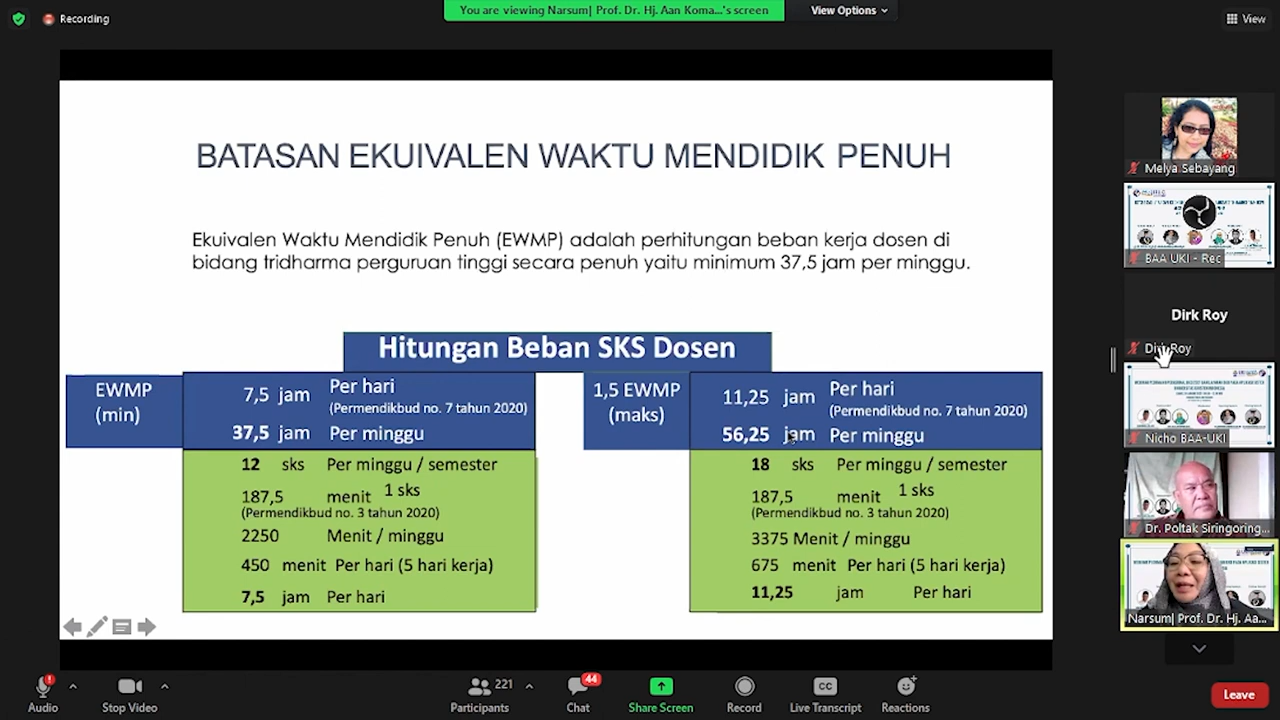 Recording
You are viewing Narsum| Prof. Dr. Hj. Aan Koma...'s screen
View Options
View
BATASAN EKUIVALEN WAKTU MENDIDIK PENUH
Ekuivalen Waktu Mendidik Penuh (EWMP) adalah perhitungan beban kerja dosen di
bidang tridharma perguruan tinggi secara penuh yaitu minimum 37,5 jam per minggu.
Hitungan Beban SKS Dosen
EWMP
(min)
7,5 jam Per hari
(Permendikbud no. 7 tahun 2020)
37,5 jam Per minggu
12 sks Per minggu / semester
187,5 menit 1 sks
(Permendikbud no. 3 tahun 2020)
2250 Menit / minggu
450 menit Per hari (5 hari kerja)
7,5 jam Per hari
1,5 EWMP
(maks)
11,25 jam Per hari
(Permendikbud no. 7 tahun 2020)
56,25 jam Per minggu
18 sks Per minggu / semester
187,5 menit 1 sks
(Permendikbud no. 3 tahun 2020)
3375 Menit / minggu
675 menit Per hari (5 hari kerja)
11,25 jam Per hari
Melya Sebayang
BAA UKI - Rec
Dirk Roy
Dirk Roy
Nicho BAA-UKI
Dr. Poltak Siringoring...
Narsum| Prof. Dr. Hj. Aa...
Audio
Stop Video
221
Participants
44
Chat
Share Screen
Record
CC
Live Transcript
Reactions
Leave